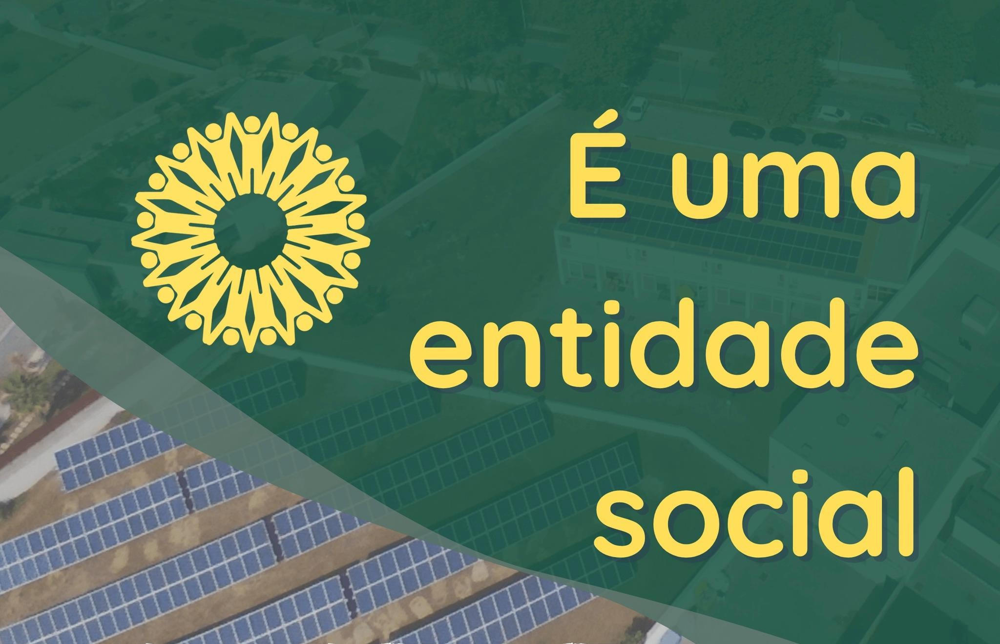 É uma
entidade
social